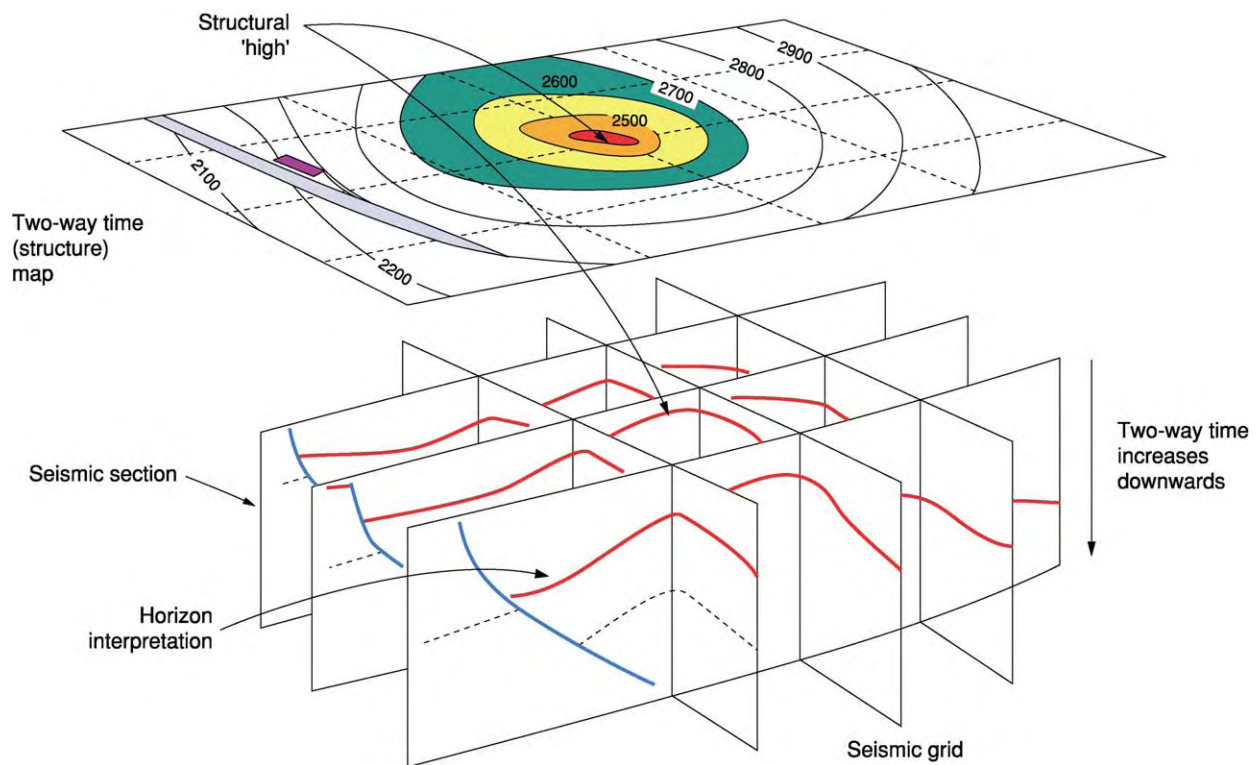 Structural
'high'
2900
2800
2700
2600
2500
2100
2200
Two-way time
(structure)
map
Seismic section
Two-way time
increases
downwards
Horizon
interpretation
Seismic grid